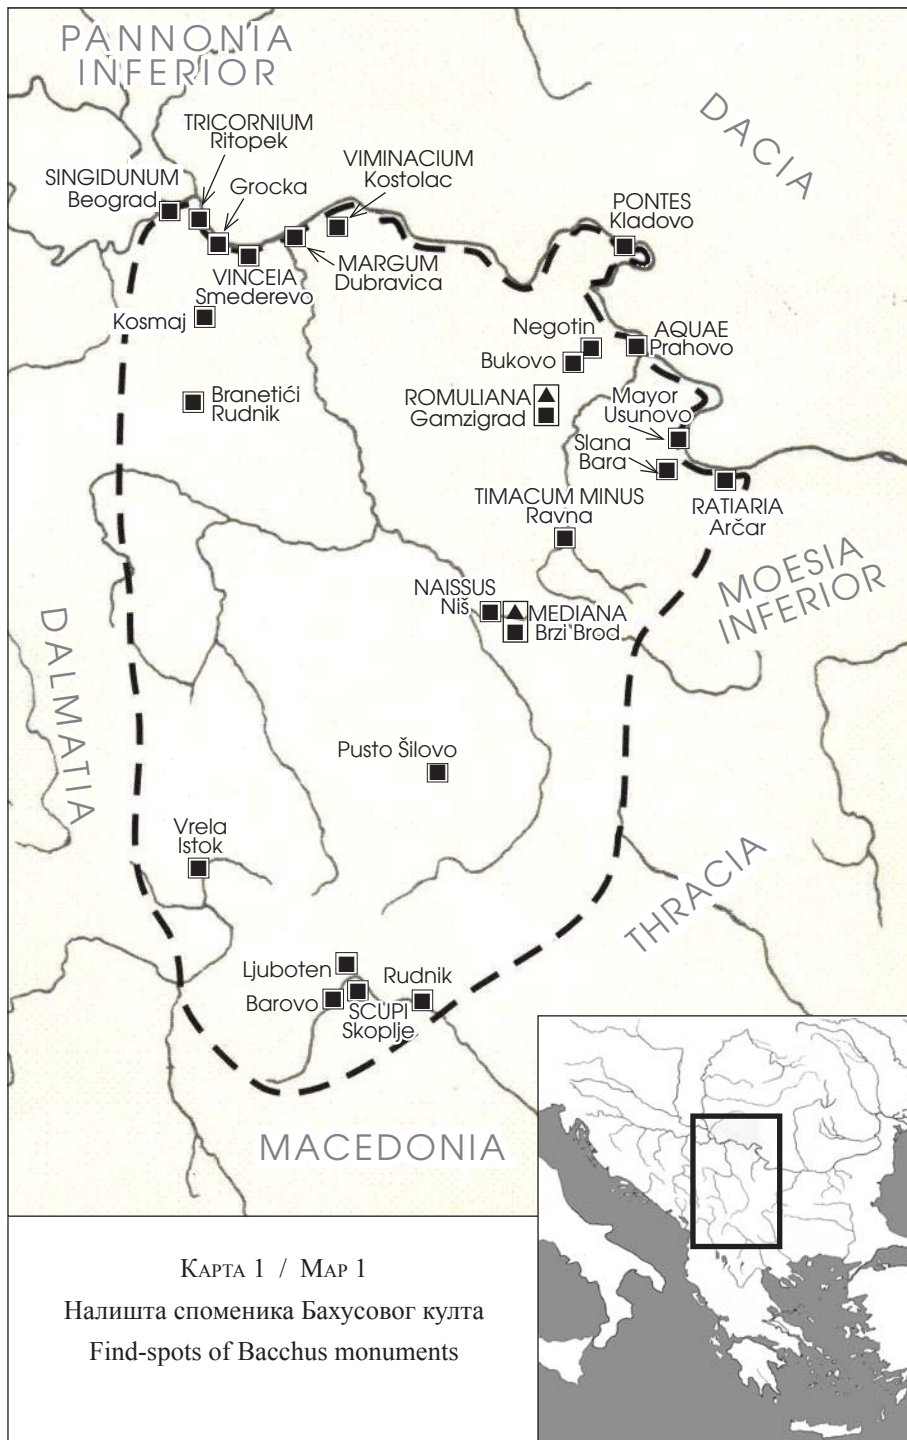 PANNONIA
INFERIOR
DACIA
TRICORNIUM
Ritopek
VIMINACIUM
Kostolac
SINGIDUNUM
Beograd
Grocka
PONTES
Kladovo
MARGUM
Dubravica
VINCEIA
Smederevo
Kosmaj
Negotin
AQUAE
Prahovo
Bukovo
Branetići
Rudnik
ROMULIANA
Gamzigrad
Mayor
Usunovo
Slana
Bara
TIMACUM MINUS
Ravna
RATIARIA
Arčar
MOESIA
INFERIOR
NAISSUS
Niš
MEDIANA
Brzi Brod
DALMATIA
Pusto Šilovo
Vrela
Istok
THRACIA
Ljuboten
Rudnik
Barovo
SCUPI
Skoplje
MACEDONIA
КАРТА 1 / MAP 1
Налишта споменика Бахусовог култа
Find-spots of Bacchus monuments